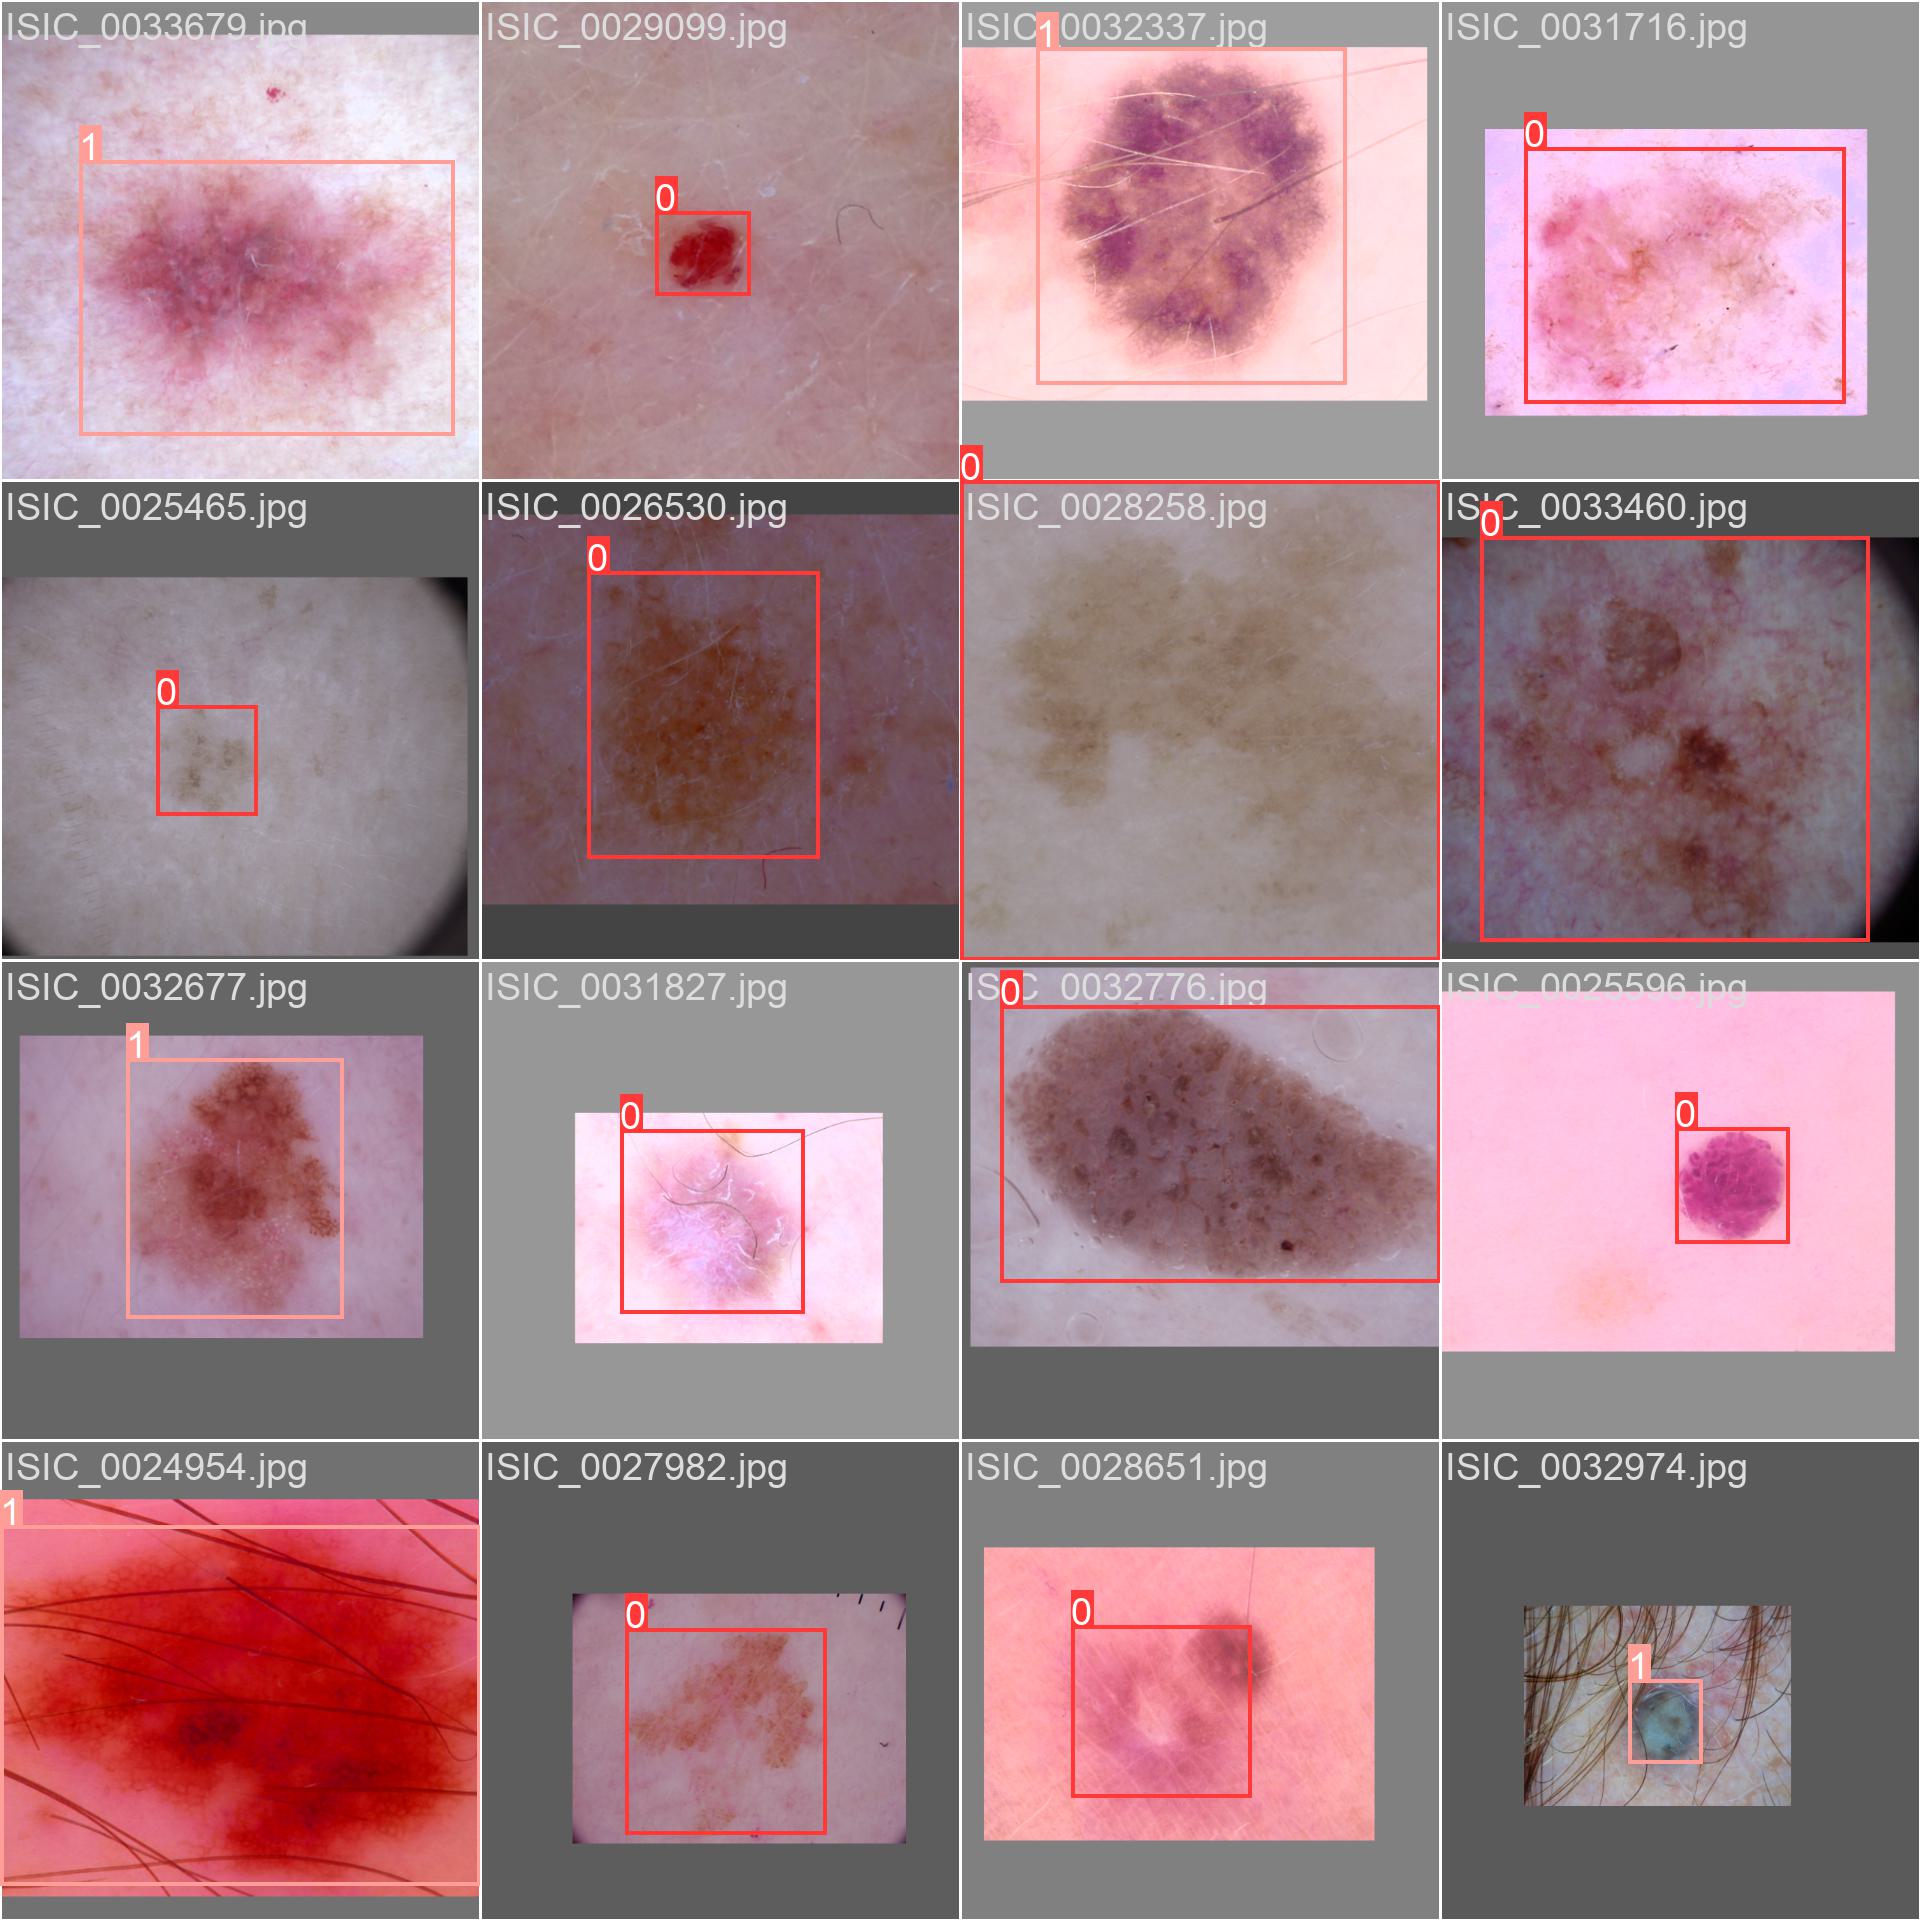 ISIC_0033679.jpg
1
ISIC_0029099.jpg
0
ISIC_0032337.jpg
1
ISIC_0031716.jpg
0
ISIC_0025465.jpg
0
ISIC_0026530.jpg
0
ISIC_0028258.jpg
0
ISIC_0033460.jpg
0
ISIC_0032677.jpg
1
ISIC_0031827.jpg
0
ISIC_0032776.jpg
0
ISIC_0025596.jpg
0
ISIC_0024954.jpg
1
ISIC_0027982.jpg
0
ISIC_0028651.jpg
0
ISIC_0032974.jpg
1